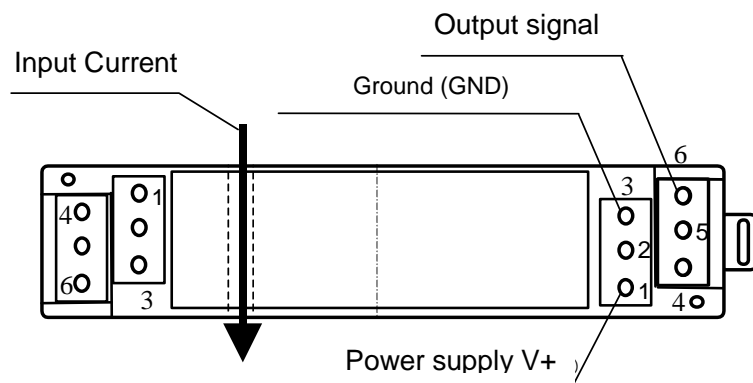 Output signal
Input Current
Ground (GND)
6
3
1
4
5
2
6
1
3
4
Power supply V+ )